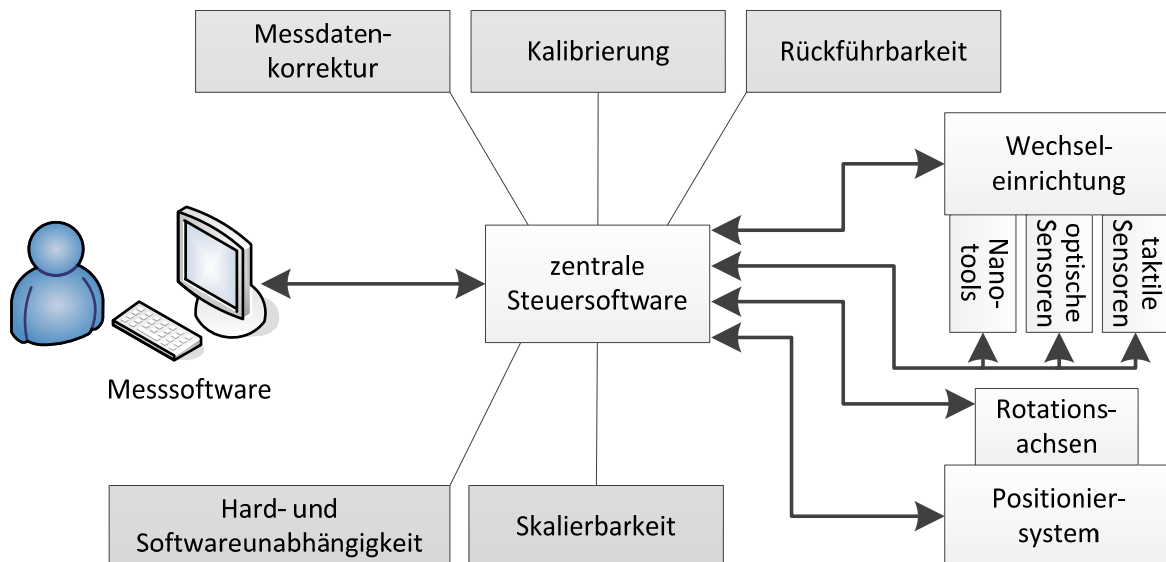 Messdaten-
korrektur
Kalibrierung
Rückführbarkeit
Wechsel-
einrichtung
Nano-
tools
optische
Sensoren
taktile
Sensoren
zentrale
Steuersoftware
Messsoftware
Rotations-
achsen
Positionier-
system
Hard- und
Softwareunabhängigkeit
Skalierbarkeit